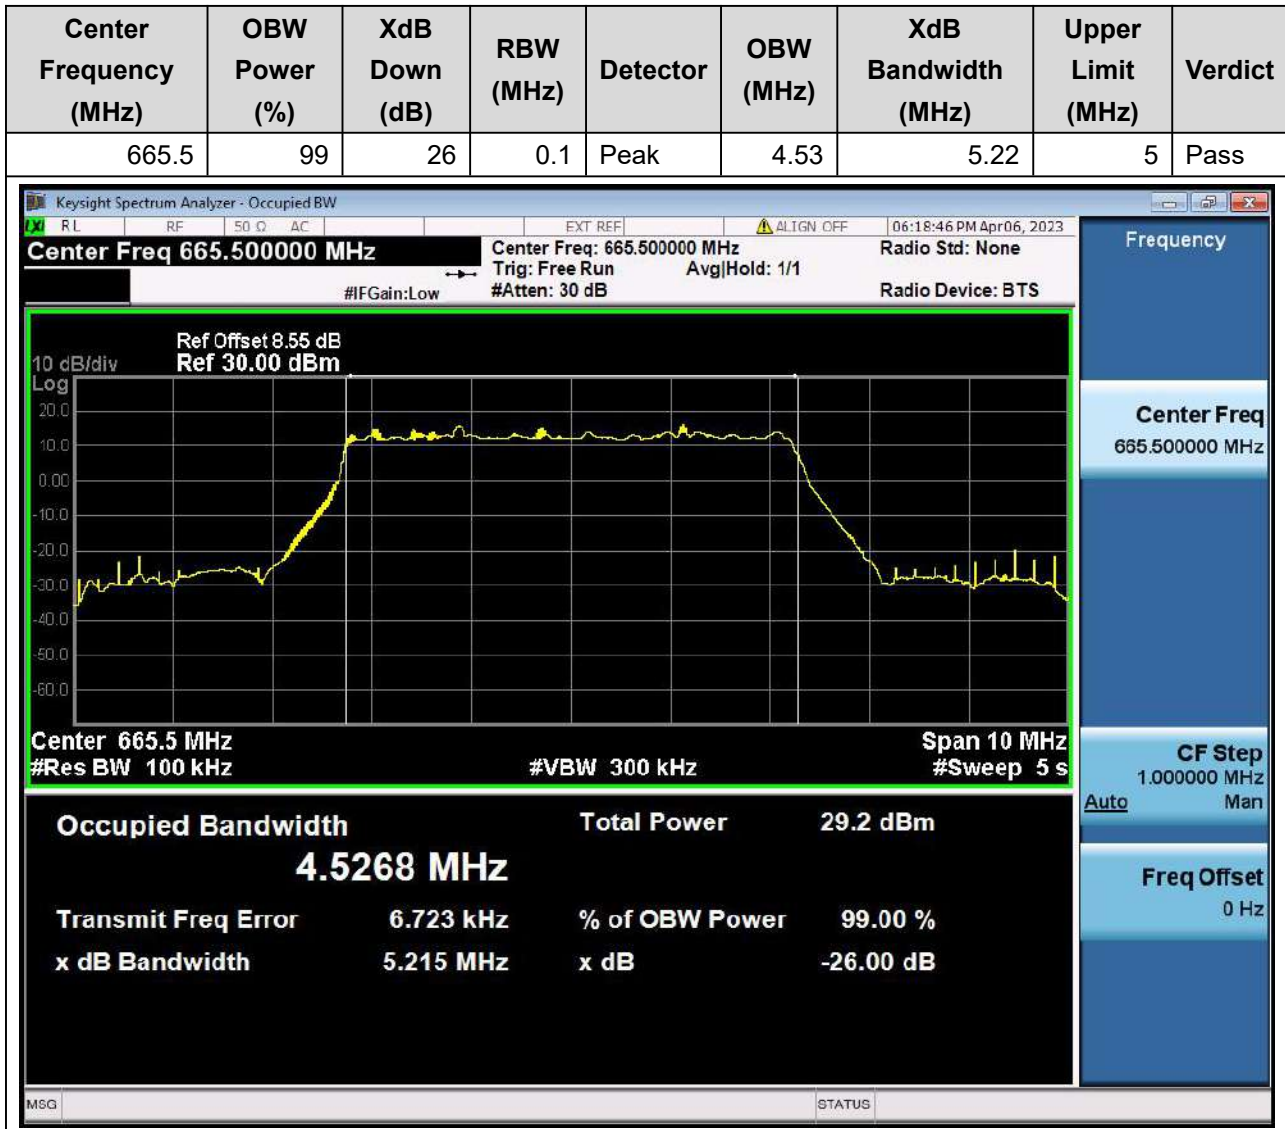 Center Frequency (MHz) OBW Power (%) XdB Down (dB) RBW (MHz) Detector OBW (MHz) XdB Bandwidth (MHz) Upper Limit (MHz) Verdict
665.5 99 26 0.1 Peak 4.53 5.22 5 Pass
Keysight Spectrum Analyzer - Occupied BW
LXI RL RF 50 Ω AC EXT REF ALIGN OFF 06:18:46 PM Apr 06, 2023
Center Freq 665.500000 MHz
Center Freq: 665.500000 MHz Radio Std: None
Trig: Free Run Avg|Hold: 1/1
#IFGain:Low #Atten: 30 dB Radio Device: BTS
Ref Offset 8.55 dB
10 dB/div Ref 30.00 dBm
Log
20.0
10.0
0.00
-10.0
-20.0
-30.0
-40.0
-50.0
-60.0
Center 665.5 MHz Span 10 MHz
#Res BW 100 kHz #VBW 300 kHz #Sweep 5 s
Occupied Bandwidth Total Power 29.2 dBm
4.5268 MHz
Transmit Freq Error 6.723 kHz % of OBW Power 99.00 %
x dB Bandwidth 5.215 MHz x dB -26.00 dB
MSG STATUS
Frequency
Center Freq
665.500000 MHz
CF Step
1.000000 MHz
Auto Man
Freq Offset
0 Hz